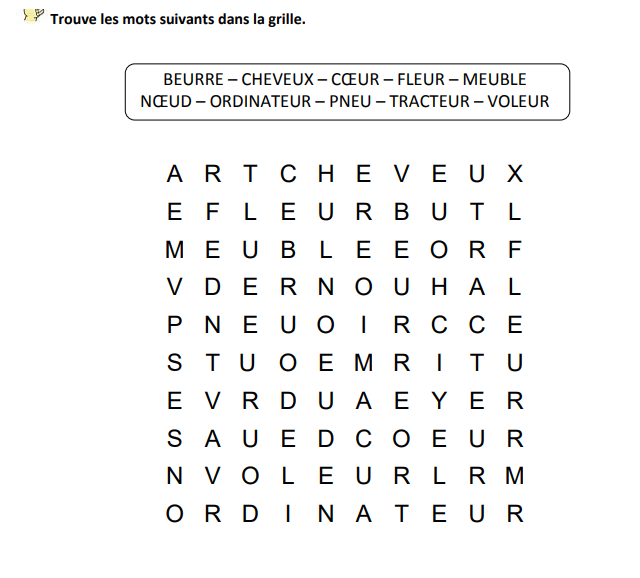 Trouve les mots suivants dans la grille.
BEURRE – CHEVEUX – CŒUR – FLEUR – MEUBLE
NŒUD – ORDINATEUR – PNEU – TRACTEUR – VOLEUR
A R T C H E V E U X
E F L E U R B U T L
M E U B L E E O R F
V D E R N O U H A L
P N E U O I R C C E
S T U O E M R I T U
E V R D U A E Y E R
S A U E D C O E U R
N V O L E U R L R M
O R D I N A T E U R